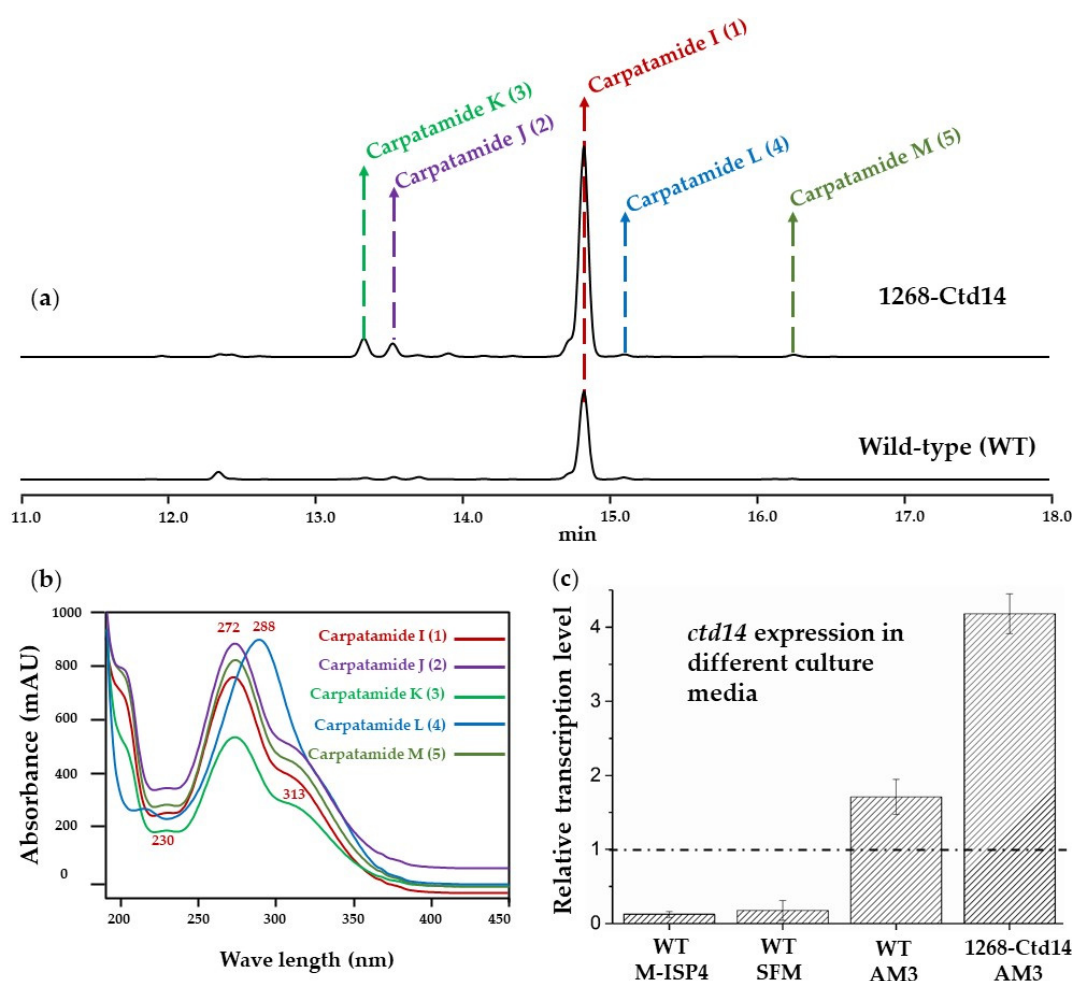 Carpatamide I (1)
Carpatamide K (3)
Carpatamide J (2)
Carpatamide L (4)
Carpatamide M (5)
(a)
1268-Ctd14
Wild-type (WT)
11.0 12.0 13.0 14.0 15.0 16.0 17.0 18.0
min
(b)
1000
800
600
400
200
0
Absorbance (mAU)
272 288
230
313
Carpatamide I (1)
Carpatamide J (2)
Carpatamide K (3)
Carpatamide L (4)
Carpatamide M (5)
200 250 300 350 400 450
Wave length (nm)
(c)
Relative transcription level
4
3
2
1
0
ctd14 expression in
different culture
media
WT
M-ISP4
WT
SFM
WT
AM3
1268-Ctd14
AM3